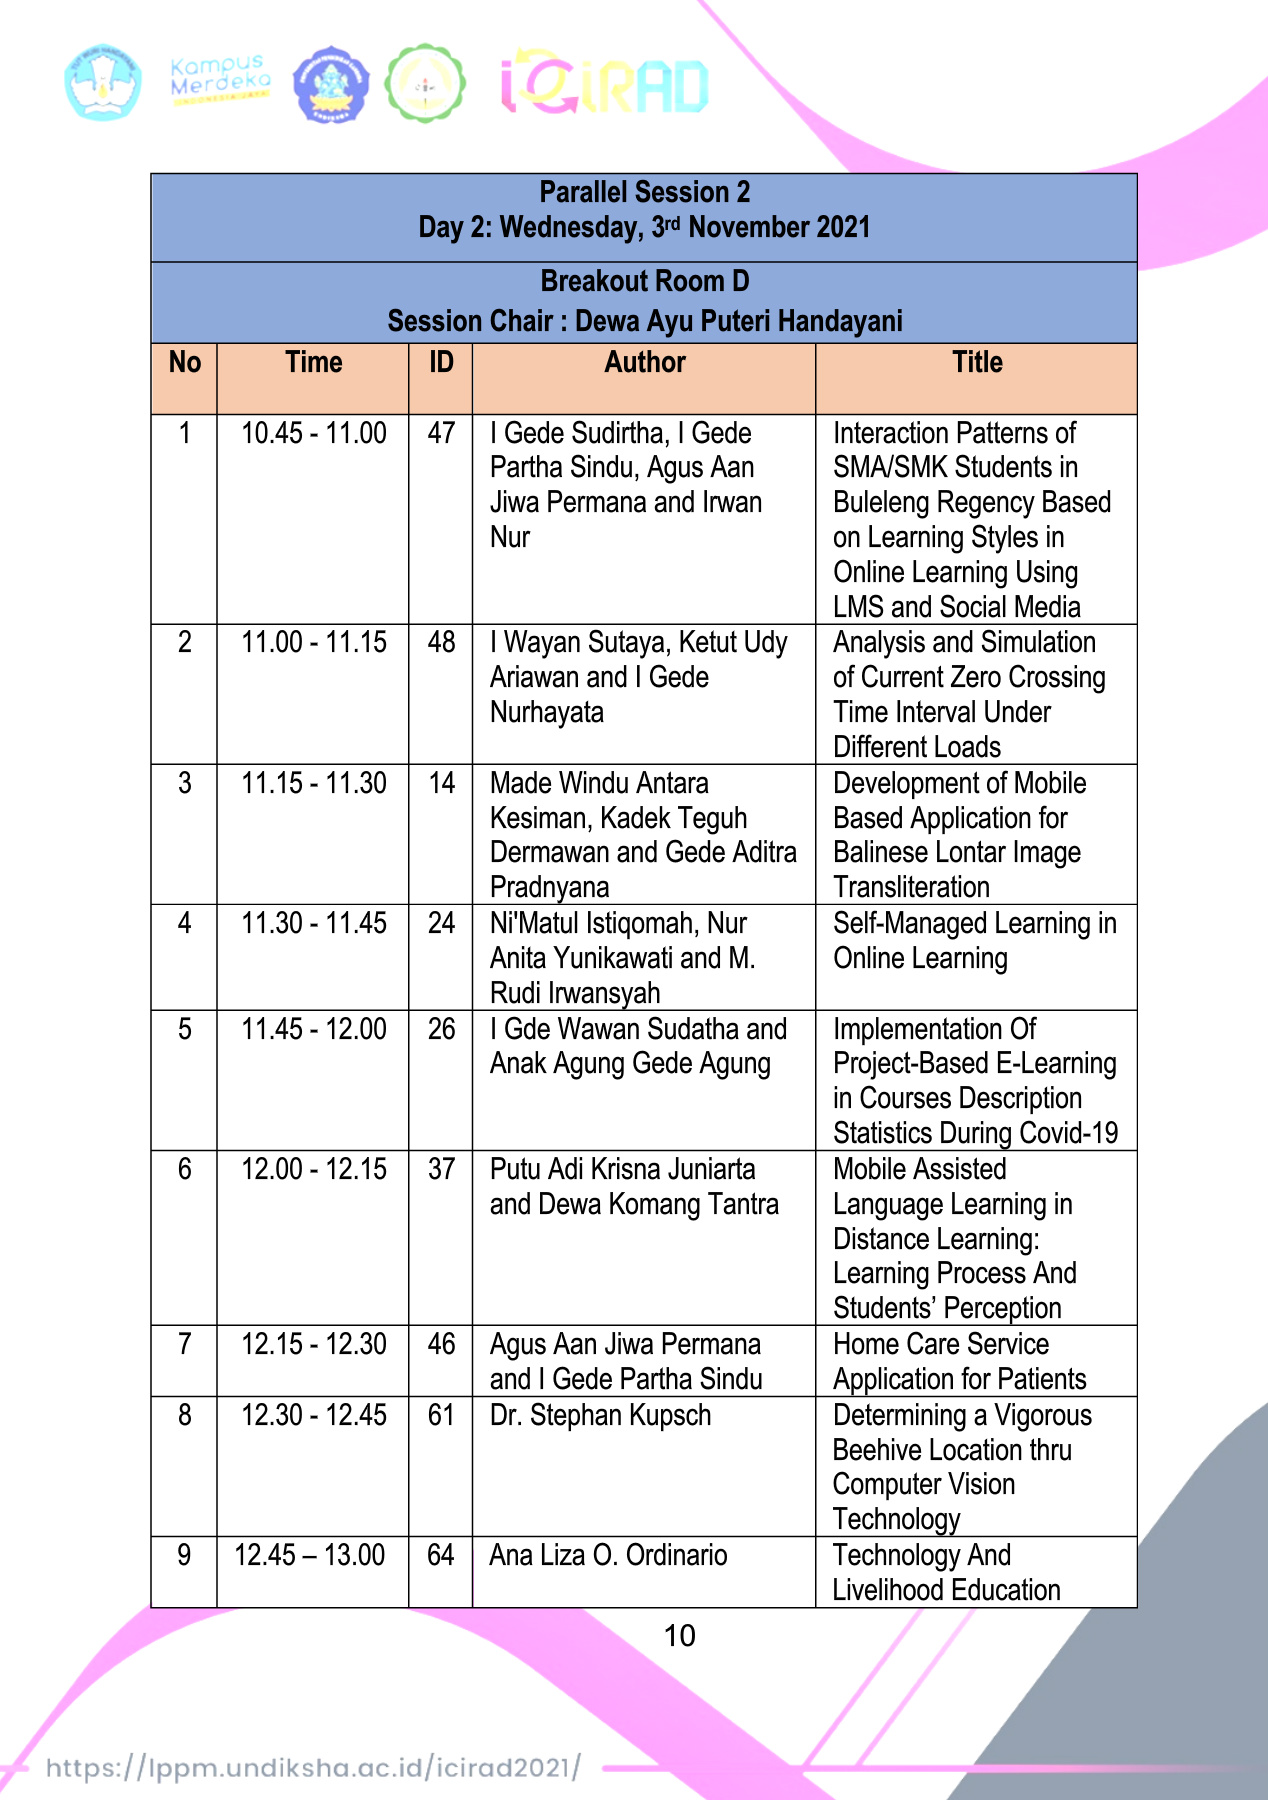 Kampus
Merdeka
INDONESIA JAYA
iCiRAD
Parallel Session 2
Day 2: Wednesday, 3rd November 2021
Breakout Room D
Session Chair : Dewa Ayu Puteri Handayani
No Time ID Author Title
1 10.45 - 11.00 47 I Gede Sudirtha, I Gede Interaction Patterns of
Partha Sindu, Agus Aan SMA/SMK Students in
Jiwa Permana and Irwan Buleleng Regency Based
Nur on Learning Styles in
Online Learning Using
LMS and Social Media
2 11.00 - 11.15 48 I Wayan Sutaya, Ketut Udy Analysis and Simulation
Ariawan and I Gede of Current Zero Crossing
Nurhayata Time Interval Under
Different Loads
3 11.15 - 11.30 14 Made Windu Antara Development of Mobile
Kesiman, Kadek Teguh Based Application for
Dermawan and Gede Aditra Balinese Lontar Image
Pradnyana Transliteration
4 11.30 - 11.45 24 Ni'Matul Istiqomah, Nur Self-Managed Learning in
Anita Yunikawati and M. Online Learning
Rudi Irwansyah
5 11.45 - 12.00 26 I Gde Wawan Sudatha and Implementation Of
Anak Agung Gede Agung Project-Based E-Learning
in Courses Description
Statistics During Covid-19
6 12.00 - 12.15 37 Putu Adi Krisna Juniarta Mobile Assisted
and Dewa Komang Tantra Language Learning in
Distance Learning:
Learning Process And
Students’ Perception
7 12.15 - 12.30 46 Agus Aan Jiwa Permana Home Care Service
and I Gede Partha Sindu Application for Patients
8 12.30 - 12.45 61 Dr. Stephan Kupsch Determining a Vigorous
Beehive Location thru
Computer Vision
Technology
9 12.45 – 13.00 64 Ana Liza O. Ordinario Technology And
Livelihood Education
10
https://lppm.undiksha.ac.id/icirad2021/